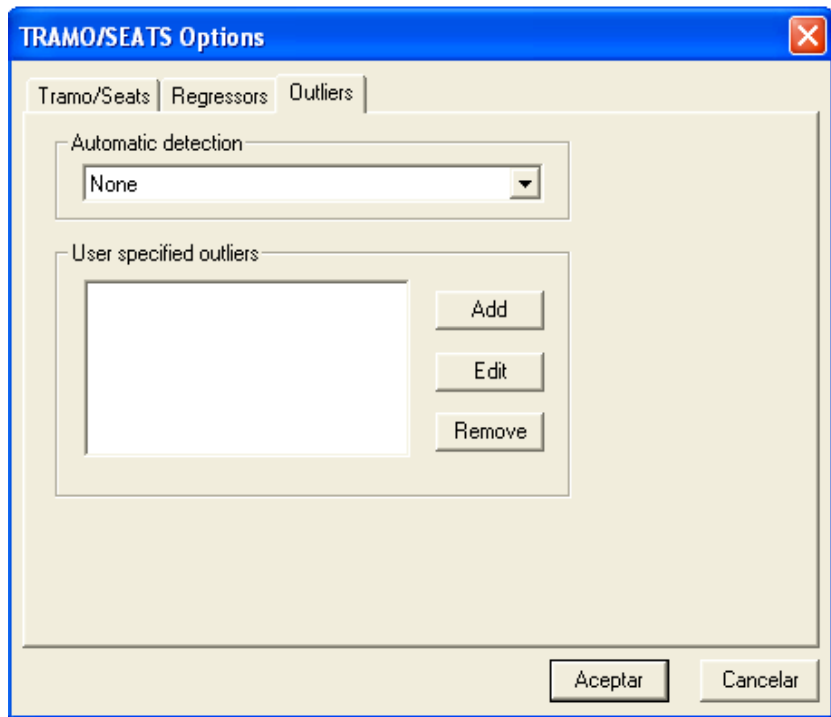 TRAMO/SEATS Options
Tramo/Seats Regressors Outliers
Automatic detection
None
User specified outliers
Add
Edit
Remove
Aceptar Cancelar